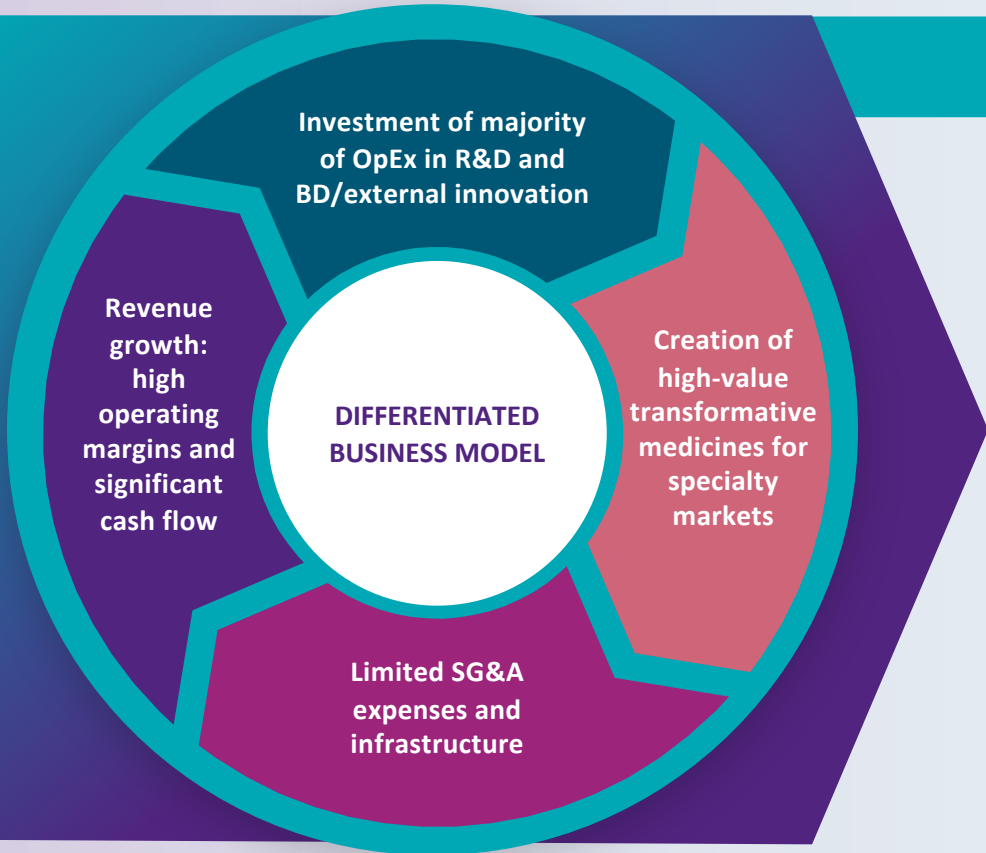 Investment of majority
of OpEx in R&D and
BD/external innovation
Creation of
high-value
transformative
medicines for
specialty
markets
Limited SG&A
expenses and
infrastructure
Revenue
growth:
high
operating
margins and
significant
cash flow
DIFFERENTIATED
BUSINESS MODEL